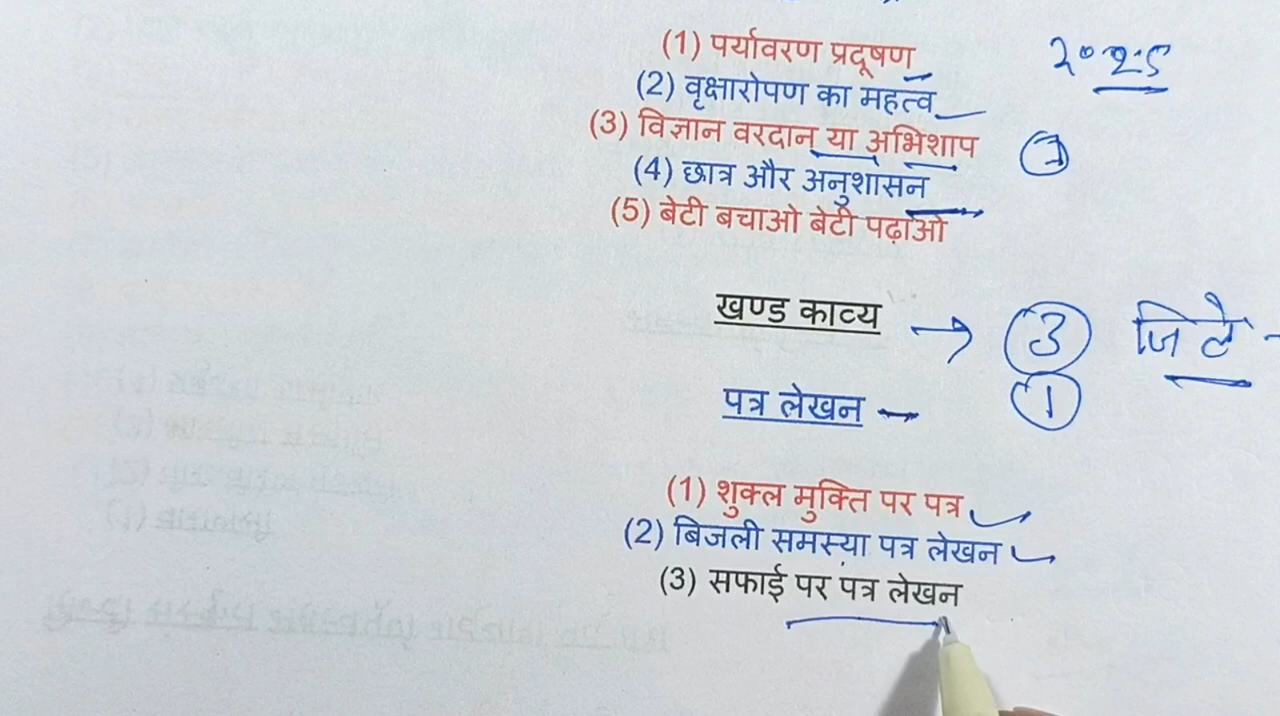 (1) पर्यावरण प्रदूषण
(2) वृक्षारोपण का महत्व
(3) विज्ञान वरदान या अभिशाप
(4) छात्र और अनुशासन
(5) बेटी बचाओ बेटी पढ़ाओ
खण्ड काव्य → 3 जिले -
पत्र लेखन - 1
(1) शुक्ल मुक्ति पर पत्र
(2) बिजली समस्या पत्र लेखन
(3) सफाई पर पत्र लेखन